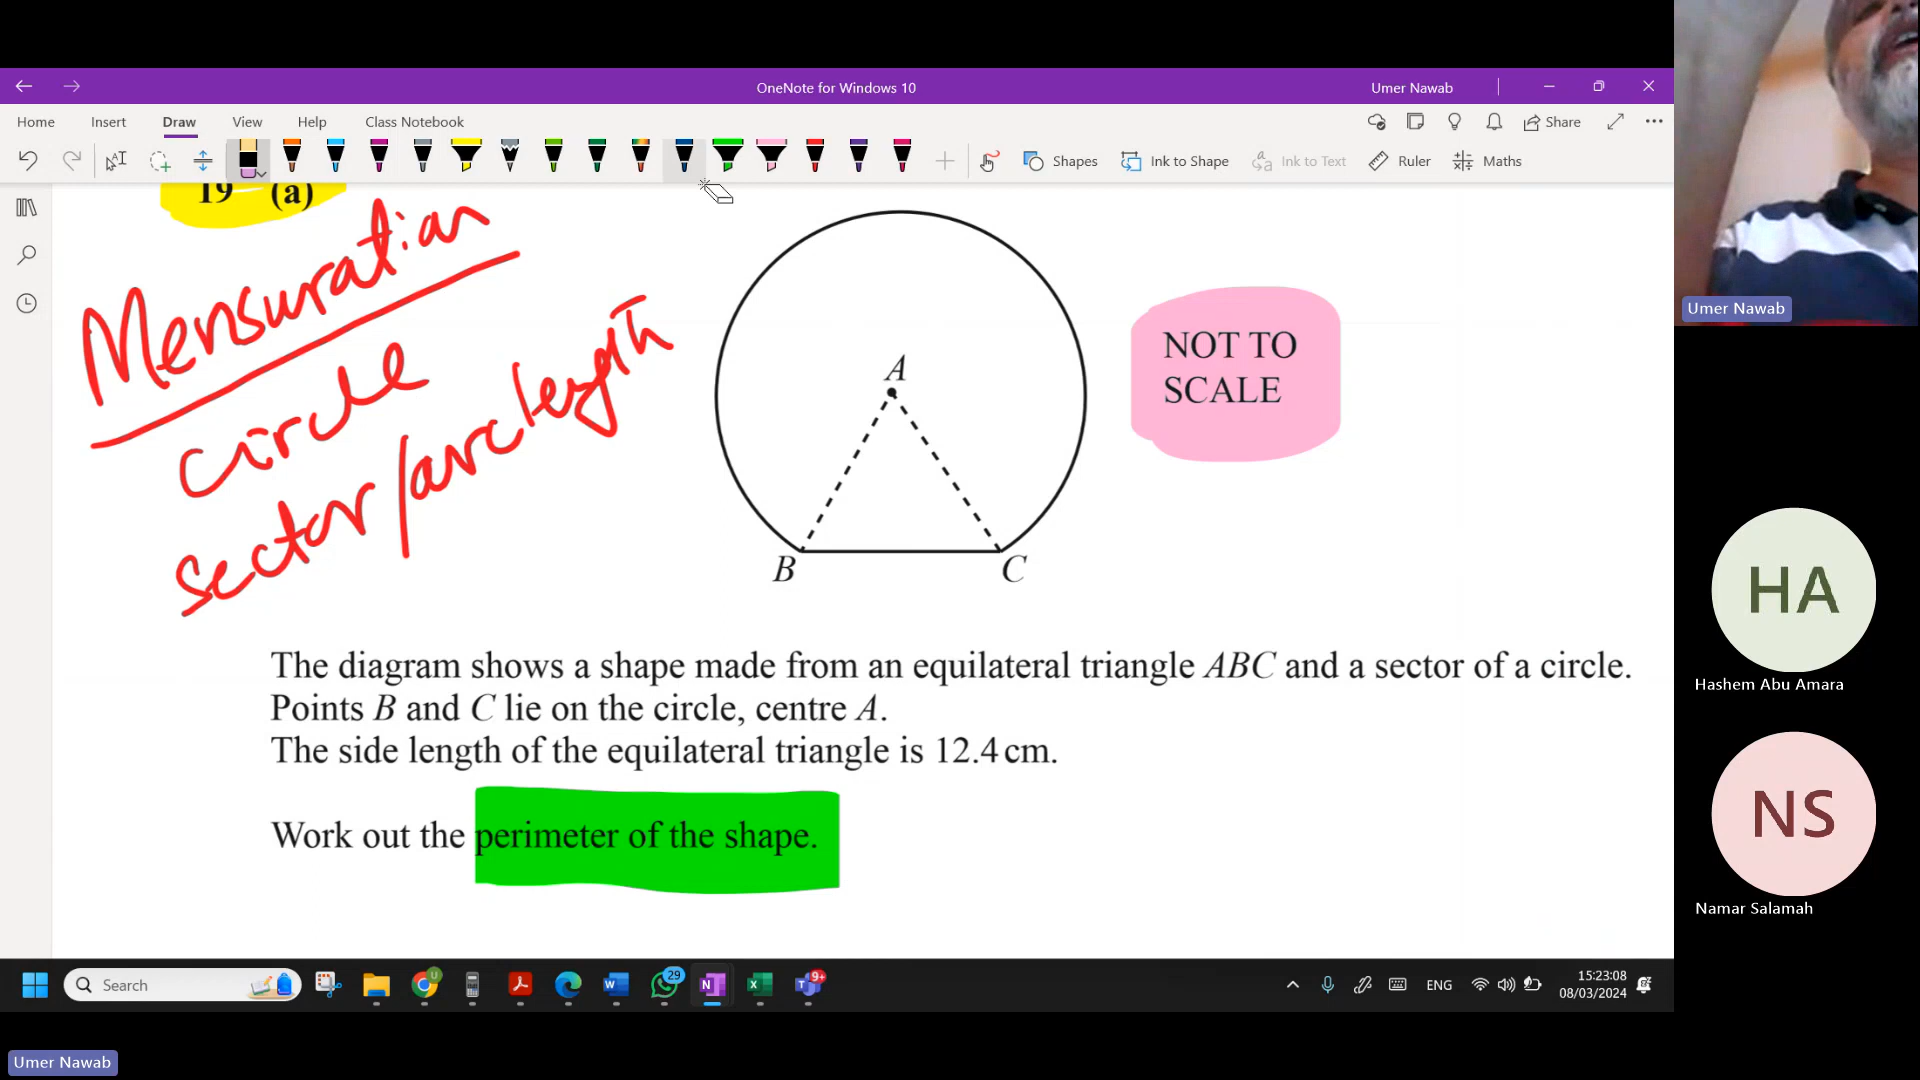 OneNote for Windows 10
Umer Nawab
Home
Insert
Draw
View
Help
Class Notebook
Share
Shapes
Ink to Shape
Ink to Text
Ruler
Maths
19 (a)
Mensuration
circle
sector/arc length
A
B
C
NOT TO
SCALE
The diagram shows a shape made from an equilateral triangle ABC and a sector of a circle.
Points B and C lie on the circle, centre A.
The side length of the equilateral triangle is 12.4 cm.
Work out the perimeter of the shape.
Umer Nawab
HA
Hashem Abu Amara
NS
Namar Salamah
Search
29
9+
ENG
15:23:08
08/03/2024
Umer Nawab